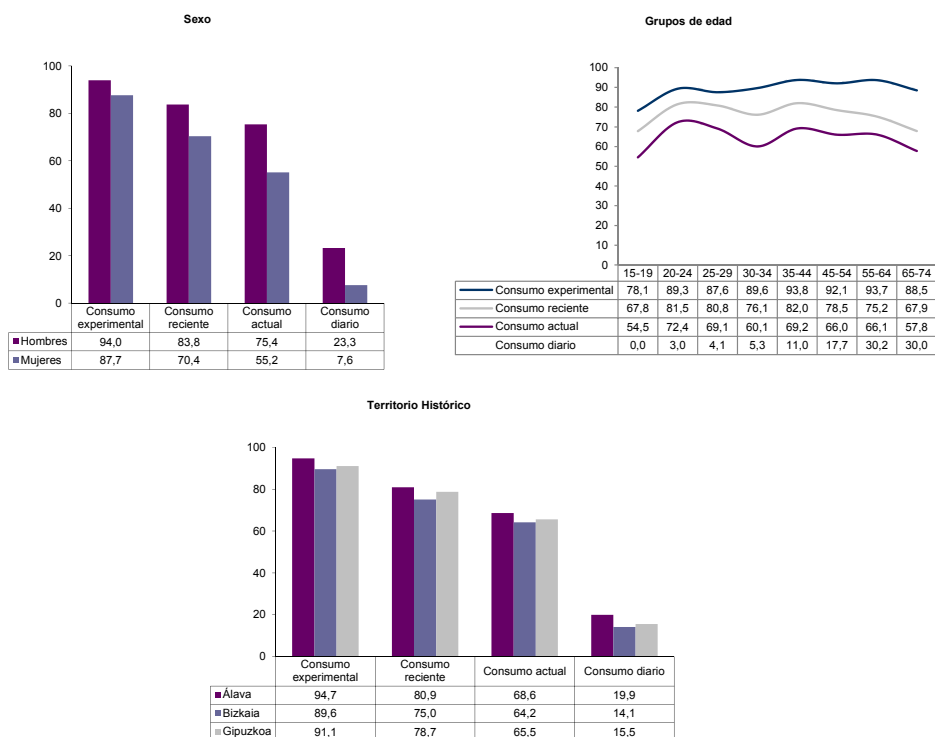 Sexo
100
80
60
40
20
0
Consumo experimental Consumo reciente Consumo actual Consumo diario
Hombres 94,0 83,8 75,4 23,3
Mujeres 87,7 70,4 55,2 7,6
Grupos de edad
100
90
80
70
60
50
40
30
20
10
0
15-19 20-24 25-29 30-34 35-44 45-54 55-64 65-74
Consumo experimental 78,1 89,3 87,6 89,6 93,8 92,1 93,7 88,5
Consumo reciente 67,8 81,5 80,8 76,1 82,0 78,5 75,2 67,9
Consumo actual 54,5 72,4 69,1 60,1 69,2 66,0 66,1 57,8
Consumo diario 0,0 3,0 4,1 5,3 11,0 17,7 30,2 30,0
Territorio Histórico
100
80
60
40
20
0
Consumo experimental Consumo reciente Consumo actual Consumo diario
Álava 94,7 80,9 68,6 19,9
Bizkaia 89,6 75,0 64,2 14,1
Gipuzkoa 91,1 78,7 65,5 15,5